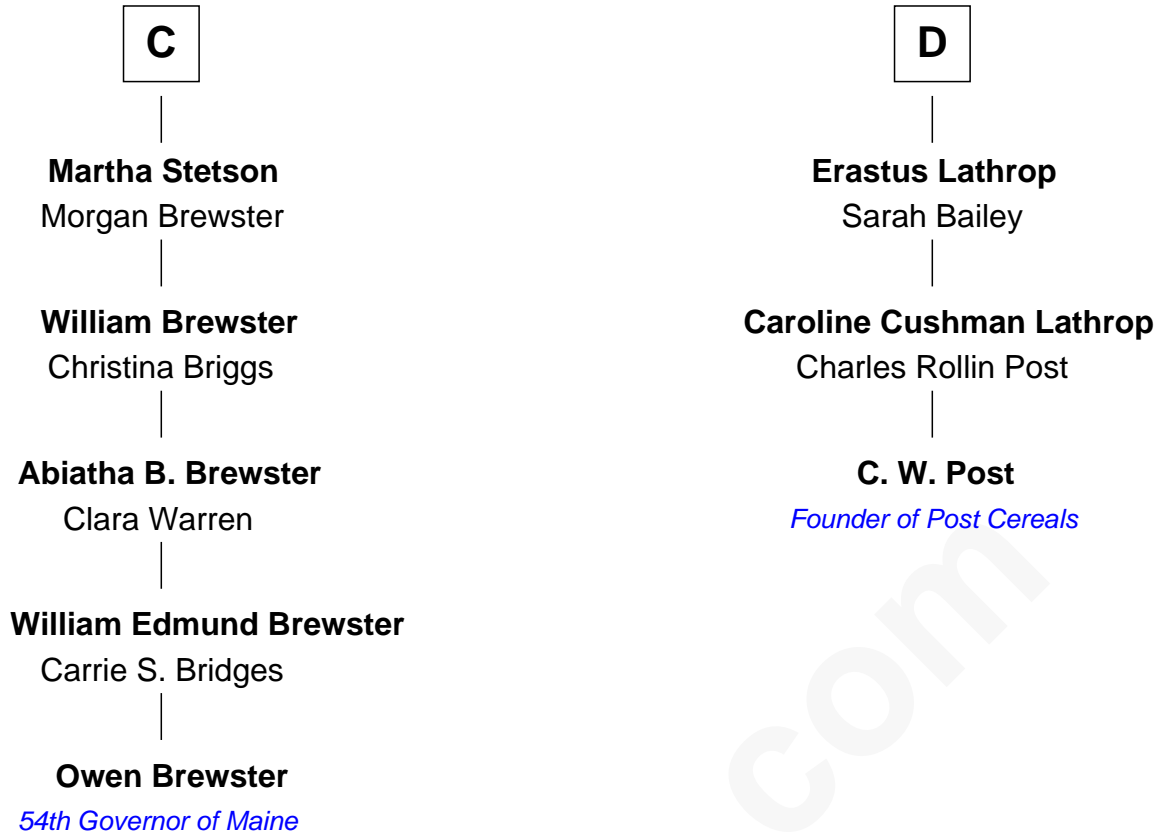 C
Martha Stetson
Morgan Brewster
William Brewster
Christina Briggs
Abiatha B. Brewster
Clara Warren
William Edmund Brewster
Carrie S. Bridges
Owen Brewster
54th Governor of Maine
D
Erastus Lathrop
Sarah Bailey
Caroline Cushman Lathrop
Charles Rollin Post
C. W. Post
Founder of Post Cereals
com